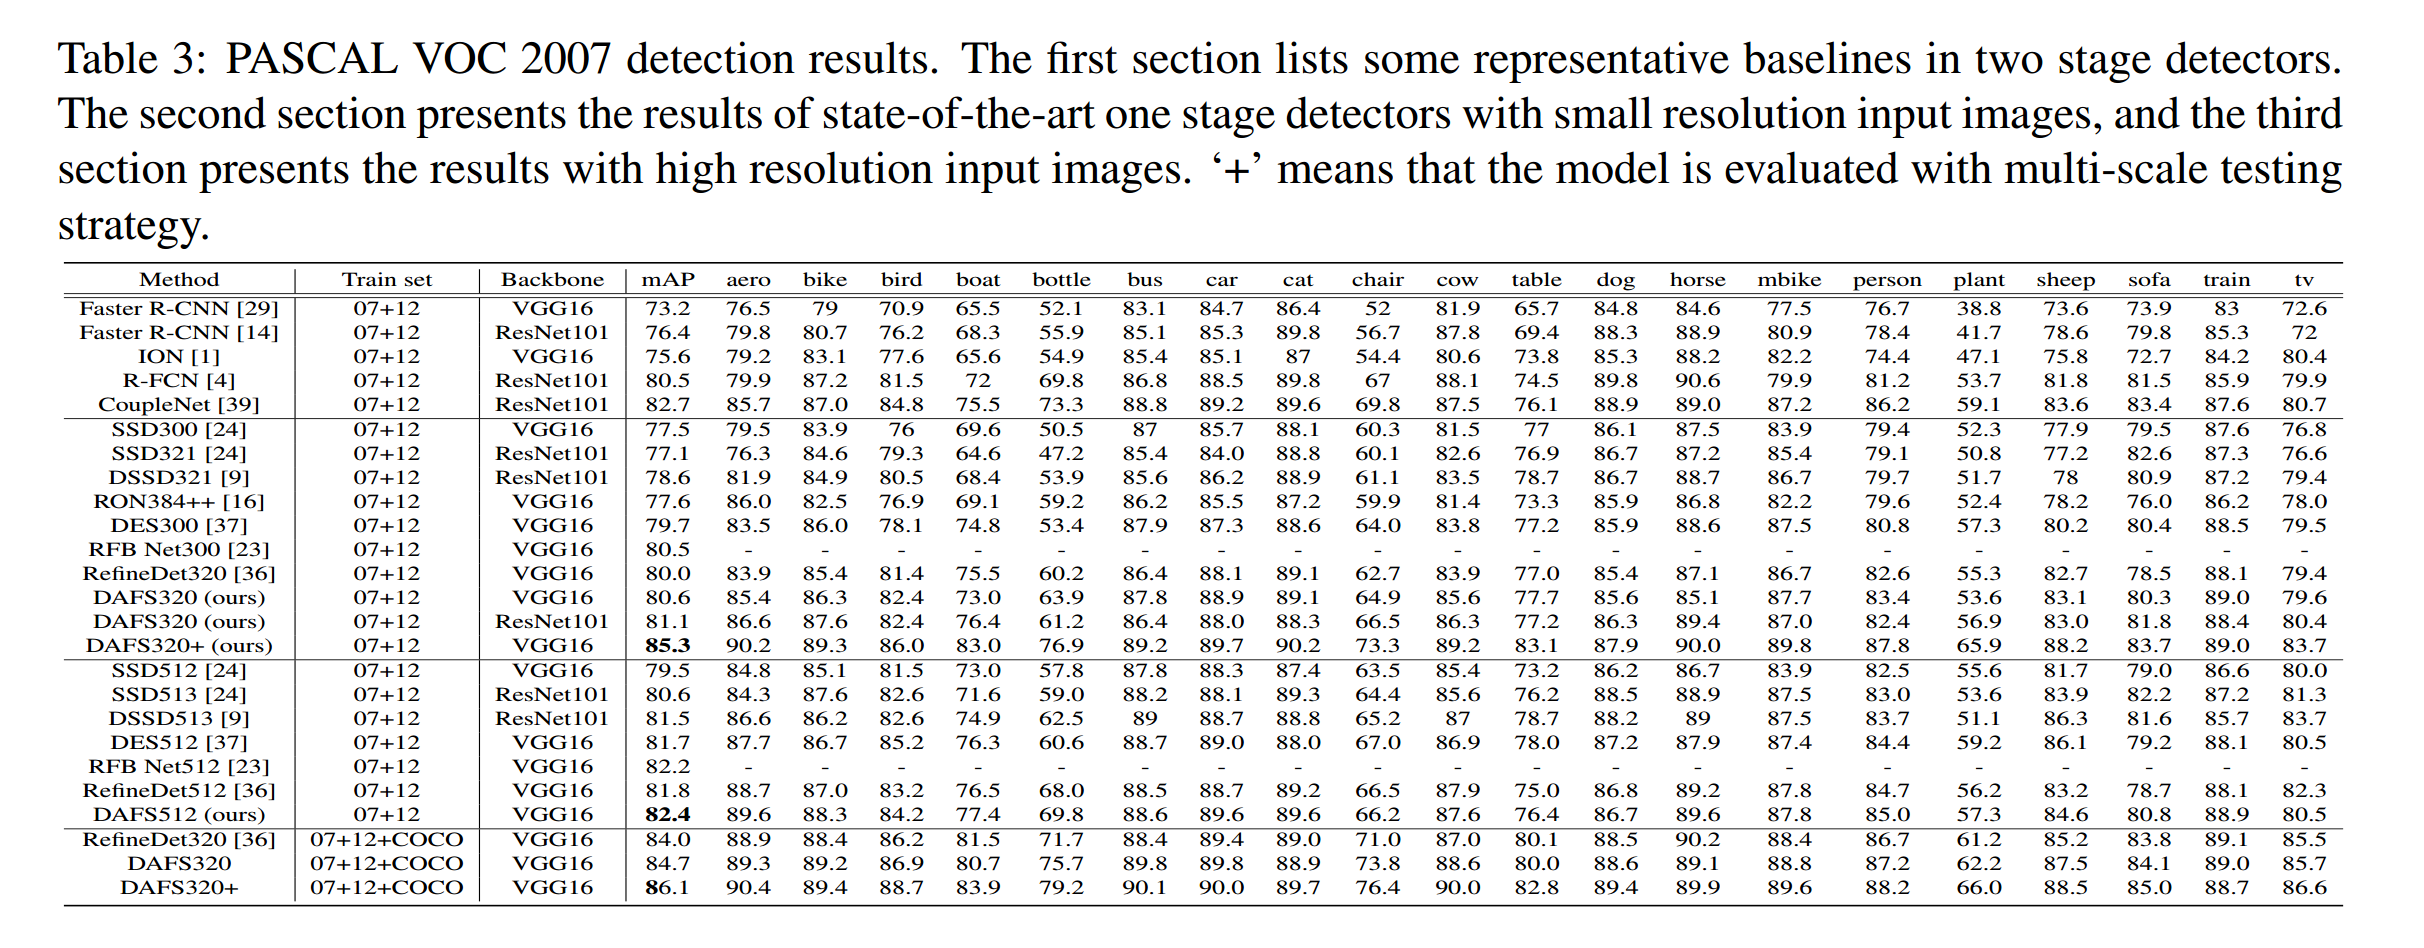 Table 3: PASCAL VOC 2007 detection results. The first section lists some representative baselines in two stage detectors.
The second section presents the results of state-of-the-art one stage detectors with small resolution input images, and the third
section presents the results with high resolution input images. ‘+’ means that the model is evaluated with multi-scale testing
strategy.
Method Train set Backbone mAP aero bike bird boat bottle bus car cat chair cow table dog horse mbike person plant sheep sofa train tv
Faster R-CNN [29] 07+12 VGG16 73.2 76.5 79 70.9 65.5 52.1 83.1 84.7 86.4 52 81.9 65.7 84.8 84.6 77.5 76.7 38.8 73.6 73.9 83 72.6
Faster R-CNN [14] 07+12 ResNet101 76.4 79.8 80.7 76.2 68.3 55.9 85.1 85.3 89.8 56.7 87.8 69.4 88.3 88.9 80.9 78.4 41.7 78.6 79.8 85.3 72
ION [1] 07+12 VGG16 75.6 79.2 83.1 77.6 65.6 54.9 85.4 85.1 87 54.4 80.6 73.8 85.3 88.2 82.2 74.4 47.1 75.8 72.7 84.2 80.4
R-FCN [4] 07+12 ResNet101 80.5 79.9 87.2 81.5 72 69.8 86.8 88.5 89.8 67 88.1 74.5 89.8 90.6 79.9 81.2 53.7 81.8 81.5 85.9 79.9
CoupleNet [39] 07+12 ResNet101 82.7 85.7 87.0 84.8 75.5 73.3 88.8 89.2 89.6 69.8 87.5 76.1 88.9 89.0 87.2 86.2 59.1 83.6 83.4 87.6 80.7
SSD300 [24] 07+12 VGG16 77.5 79.5 83.9 76 69.6 50.5 87 85.7 88.1 60.3 81.5 77 86.1 87.5 83.9 79.4 52.3 77.9 79.5 87.6 76.8
SSD321 [24] 07+12 ResNet101 77.1 76.3 84.6 79.3 64.6 47.2 85.4 84.0 88.8 60.1 82.6 76.9 86.7 87.2 85.4 79.1 50.8 77.2 82.6 87.3 76.6
DSSD321 [9] 07+12 ResNet101 78.6 81.9 84.9 80.5 68.4 53.9 85.6 86.2 88.9 61.1 83.5 78.7 86.7 88.7 86.7 79.7 51.7 78 80.9 87.2 79.4
RON384++ [16] 07+12 VGG16 77.6 86.0 82.5 76.9 69.1 59.2 86.2 85.5 87.2 59.9 81.4 73.3 85.9 86.8 82.2 79.6 52.4 78.2 76.0 86.2 78.0
DES300 [37] 07+12 VGG16 79.7 83.5 86.0 78.1 74.8 53.4 87.9 87.3 88.6 64.0 83.8 77.2 85.9 88.6 87.5 80.8 57.3 80.2 80.4 88.5 79.5
RFB Net300 [23] 07+12 VGG16 80.5 - - - - - - - - - - - - - - - - - - - -
RefineDet320 [36] 07+12 VGG16 80.0 83.9 85.4 81.4 75.5 60.2 86.4 88.1 89.1 62.7 83.9 77.0 85.4 87.1 86.7 82.6 55.3 82.7 78.5 88.1 79.4
DAFS320 (ours) 07+12 VGG16 80.6 85.4 86.3 82.4 73.0 63.9 87.8 88.9 89.1 64.9 85.6 77.7 85.6 85.1 87.7 83.4 53.6 83.1 80.3 89.0 79.6
DAFS320 (ours) 07+12 ResNet101 81.1 86.6 87.6 82.4 76.4 61.2 86.4 88.0 88.3 66.5 86.3 77.2 86.3 89.4 87.0 82.4 56.9 83.0 81.8 88.4 80.4
DAFS320+ (ours) 07+12 VGG16 85.3 90.2 89.3 86.0 83.0 76.9 89.2 89.7 90.2 73.3 89.2 83.1 87.9 90.0 89.8 87.8 65.9 88.2 83.7 89.0 83.7
SSD512 [24] 07+12 VGG16 79.5 84.8 85.1 81.5 73.0 57.8 87.8 88.3 87.4 63.5 85.4 73.2 86.2 86.7 83.9 82.5 55.6 81.7 79.0 86.6 80.0
SSD513 [24] 07+12 ResNet101 80.6 84.3 87.6 82.6 71.6 59.0 88.2 88.1 89.3 64.4 85.6 76.2 88.5 88.9 87.5 83.0 53.6 83.9 82.2 87.2 81.3
DSSD513 [9] 07+12 ResNet101 81.5 86.6 86.2 82.6 74.9 62.5 89 88.7 88.8 65.2 87 78.7 88.2 89 87.5 83.7 51.1 86.3 81.6 85.7 83.7
DES512 [37] 07+12 VGG16 81.7 87.7 86.7 85.2 76.3 60.6 88.7 89.0 88.0 67.0 86.9 78.0 87.2 87.9 87.4 84.4 59.2 86.1 79.2 88.1 80.5
RFB Net512 [23] 07+12 VGG16 82.2 - - - - - - - - - - - - - - - - - - - -
RefineDet512 [36] 07+12 VGG16 81.8 88.7 87.0 83.2 76.5 68.0 88.5 88.7 89.2 66.5 87.9 75.0 86.8 89.2 87.8 84.7 56.2 83.2 78.7 88.1 82.3
DAFS512 (ours) 07+12 VGG16 82.4 89.6 88.3 84.2 77.4 69.8 88.6 89.6 89.6 66.2 87.6 76.4 86.7 89.6 87.8 85.0 57.3 84.6 80.8 88.9 80.5
RefineDet320 [36] 07+12+COCO VGG16 84.0 88.9 88.4 86.2 81.5 71.7 88.4 89.4 89.0 71.0 87.0 80.1 88.5 90.2 88.4 86.7 61.2 85.2 83.8 89.1 85.5
DAFS320 07+12+COCO VGG16 84.7 89.3 89.2 86.9 80.7 75.7 89.8 89.8 88.9 73.8 88.6 80.0 88.6 89.1 88.8 87.2 62.2 87.5 84.1 89.0 85.7
DAFS320+ 07+12+COCO VGG16 86.1 90.4 89.4 88.7 83.9 79.2 90.1 90.0 89.7 76.4 90.0 82.8 89.4 89.9 89.6 88.2 66.0 88.5 85.0 88.7 86.6